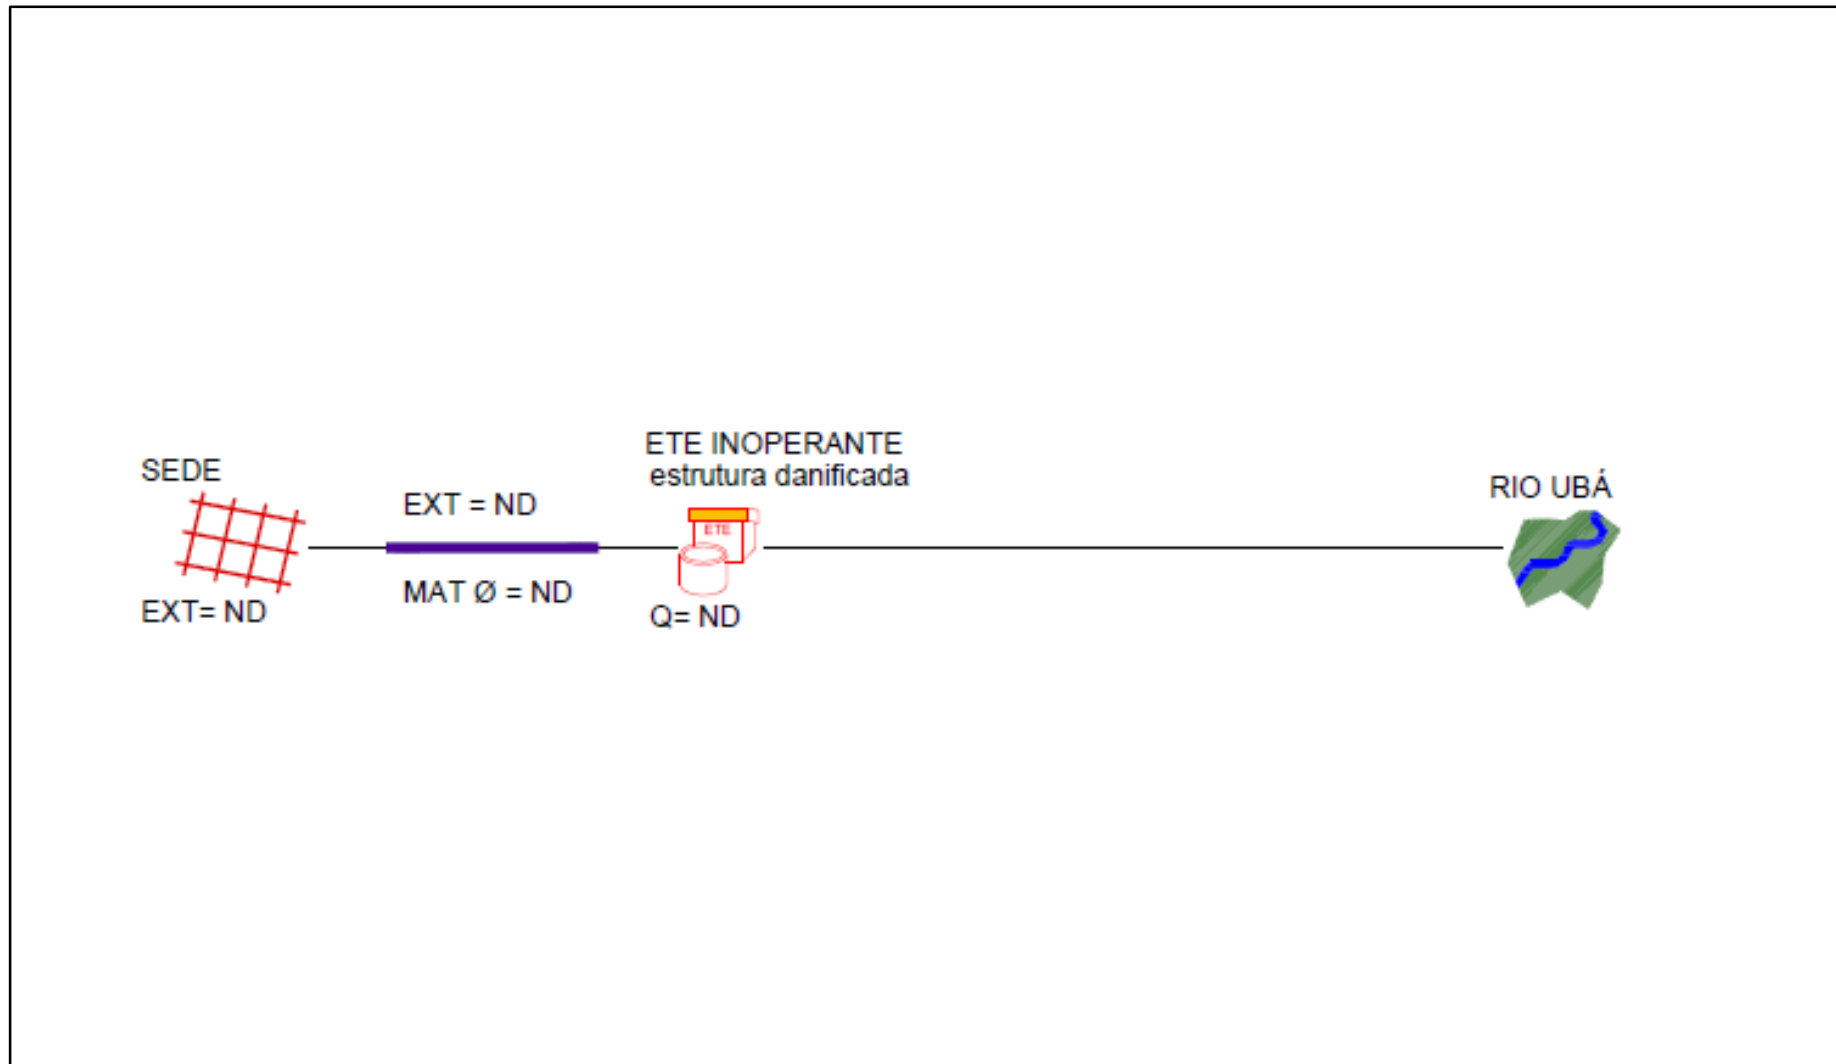 ETE INOPERANTE
estrutura danificada
SEDE
RIO UBÁ
EXT = ND
ETE
MAT Ø = ND
EXT= ND
Q= ND